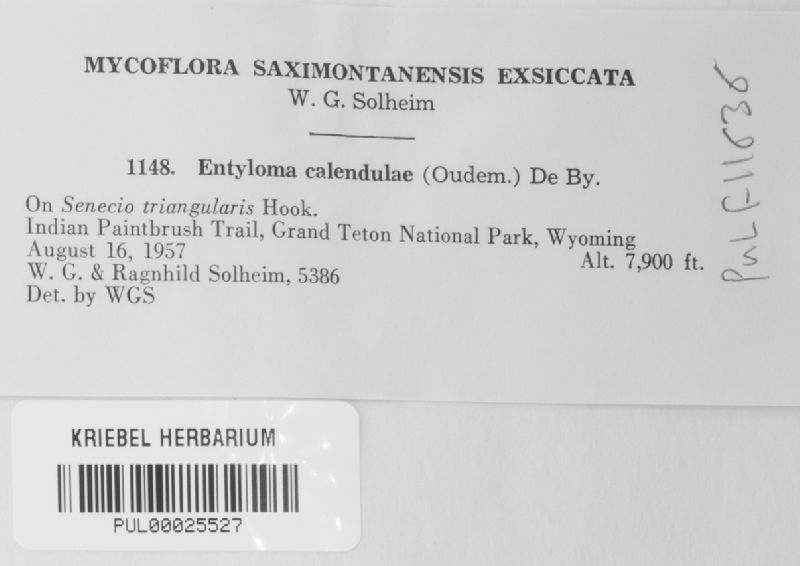 MYCOFLORA SAXIMONTANENSIS EXSICCATA
W. G. Solheim
1148. Entyloma calendulae (Oudem.) De By.
On Senecio triangularis Hook.
Indian Paintbrush Trail, Grand Teton National Park, Wyoming
August 16, 1957 Alt. 7,900 ft.
W. G. & Ragnhild Solheim, 5386
Det. by WGS
PUL F11636
KRIEBEL HERBARIUM
PUL00025527